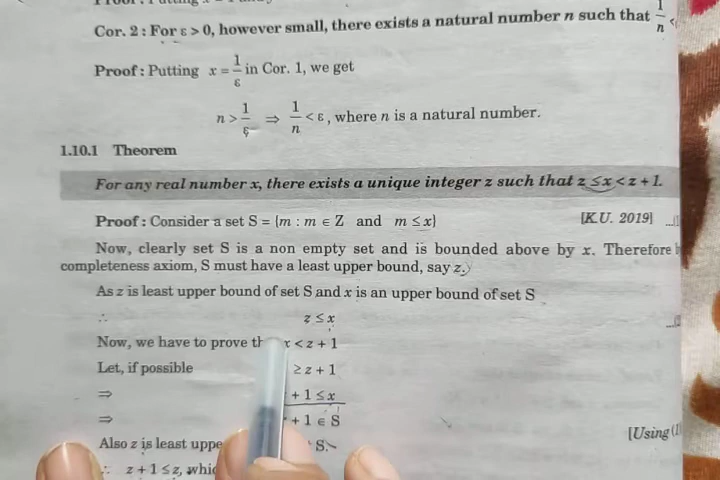 Cor. 2 : For ε > 0, however small, there exists a natural number n such that 1/n <
Proof : Putting x = 1/ε in Cor. 1, we get
n > 1/ε ⇒ 1/n < ε, where n is a natural number.
1.10.1 Theorem
For any real number x, there exists a unique integer z such that z ≤ x < z + 1.
Proof : Consider a set S = {m : m ∈ Z and m ≤ x} [K.U. 2019]
Now, clearly set S is a non empty set and is bounded above by x. Therefore
completeness axiom, S must have a least upper bound, say z.
As z is least upper bound of set S and x is an upper bound of set S
∴ z ≤ x
Now, we have to prove x < z + 1
Let, if possible ≥ z + 1
⇒ + 1 ≤ x
⇒ + 1 ∈ S [Using (1
Also z is least S.
∴ z + 1 ≤ z,